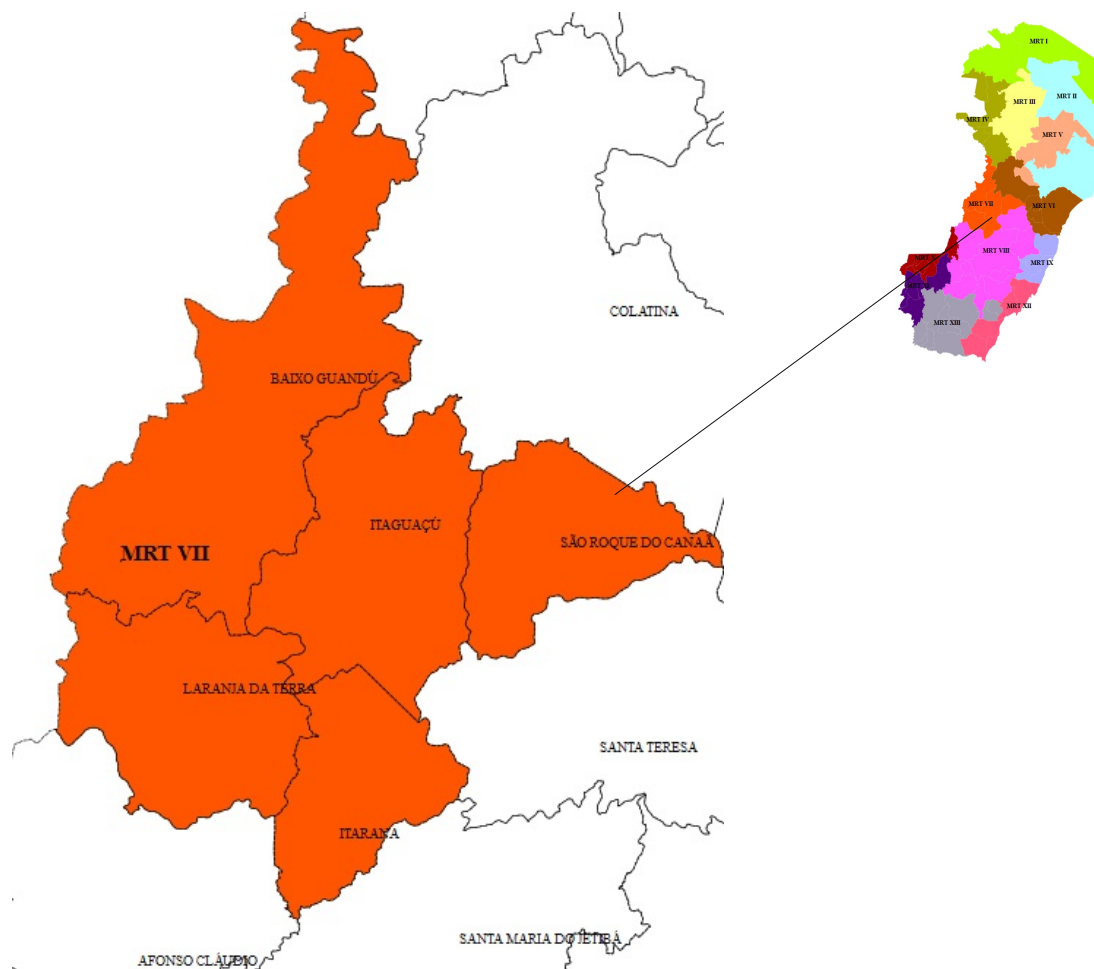 MRT I
MRT II
MRT III
MRT IV
MRT V
MRT VI
MRT VII
MRT VIII
MRT IX
MRT XII
MRT XIII
COLATINA
BAIXO GUANDÚ
ITAGUAÇÚ
SÃO ROQUE DO CANAÃ
MRT VII
LARANJA DA TERRA
SANTA TERESA
ITARANA
SANTA MARIA DO JETIBÁ
AFONSO CLÁUDIO